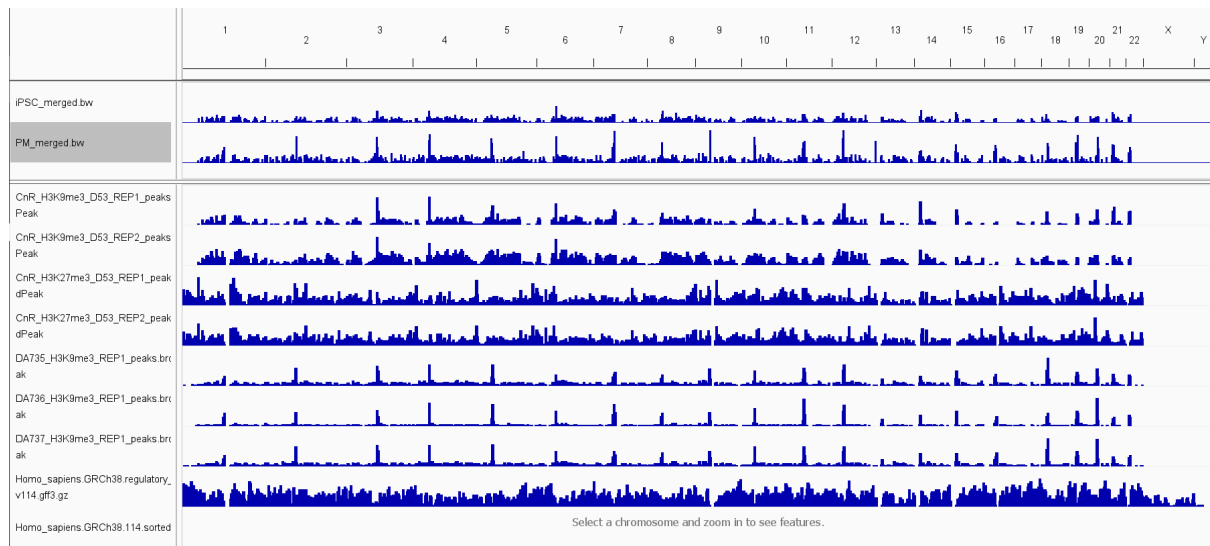 1 2 3 4 5 6 7 8 9 10 11 12 13 14 15 16 17 18 19 20 21 22 X Y
iPSC_merged.bw
PM_merged.bw
CnR_H3K9me3_D53_REP1_peaks
Peak
CnR_H3K9me3_D53_REP2_peaks
Peak
CnR_H3K27me3_D53_REP1_peak
dPeak
CnR_H3K27me3_D53_REP2_peak
dPeak
DA735_H3K9me3_REP1_peaks.bro
ak
DA736_H3K9me3_REP1_peaks.bro
ak
DA737_H3K9me3_REP1_peaks.bro
ak
Homo_sapiens.GRCh38.regulatory_
v114.gff3.gz
Homo_sapiens.GRCh38.114.sorted
Select a chromosome and zoom in to see features.